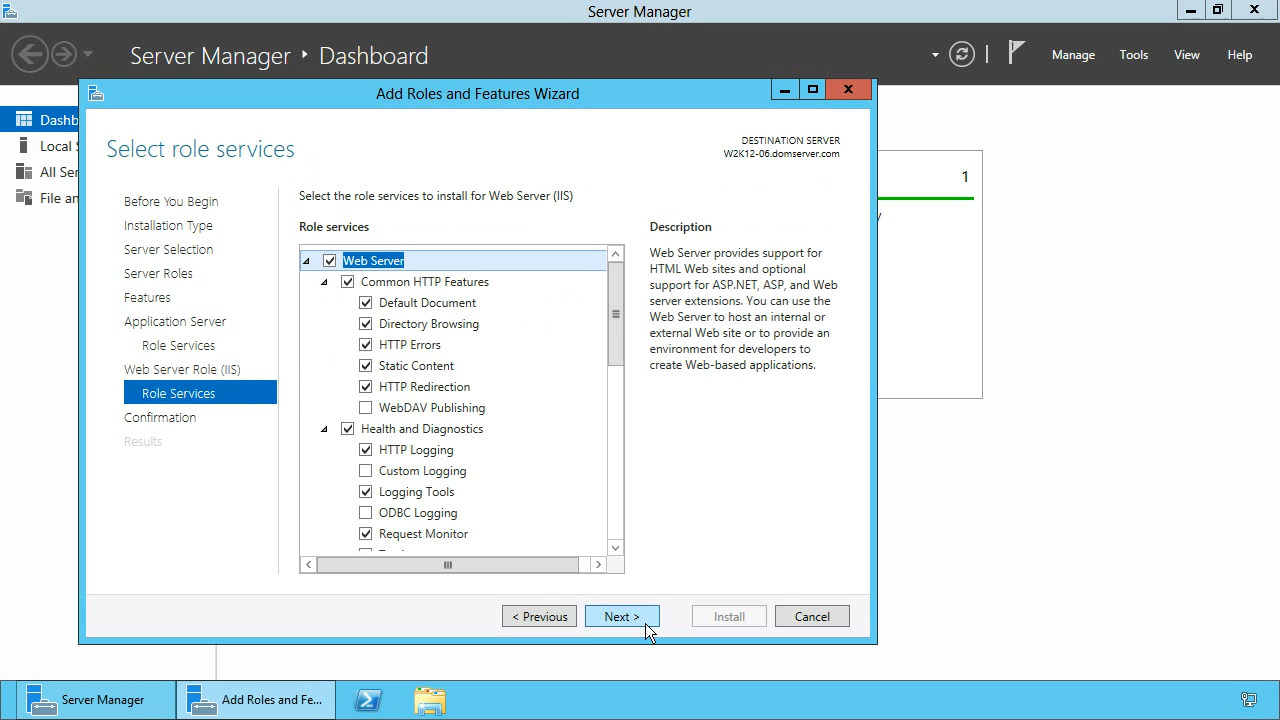 Server Manager
Server Manager ‣ Dashboard
Manage
Tools
View
Help
Add Roles and Features Wizard
Dashb
Local S
All Ser
File an
1
Select role services
DESTINATION SERVER
W2K12-06.domserver.com
Before You Begin
Installation Type
Server Selection
Server Roles
Features
Application Server
Role Services
Web Server Role (IIS)
Role Services
Confirmation
Results
Select the role services to install for Web Server (IIS)
Role services
Web Server
Common HTTP Features
Default Document
Directory Browsing
HTTP Errors
Static Content
HTTP Redirection
WebDAV Publishing
Health and Diagnostics
HTTP Logging
Custom Logging
Logging Tools
ODBC Logging
Request Monitor
Description
Web Server provides support for
HTML Web sites and optional
support for ASP.NET, ASP, and Web
server extensions. You can use the
Web Server to host an internal or
external Web site or to provide an
environment for developers to
create Web-based applications.
< Previous
Next >
Install
Cancel
Server Manager
Add Roles and Fe...